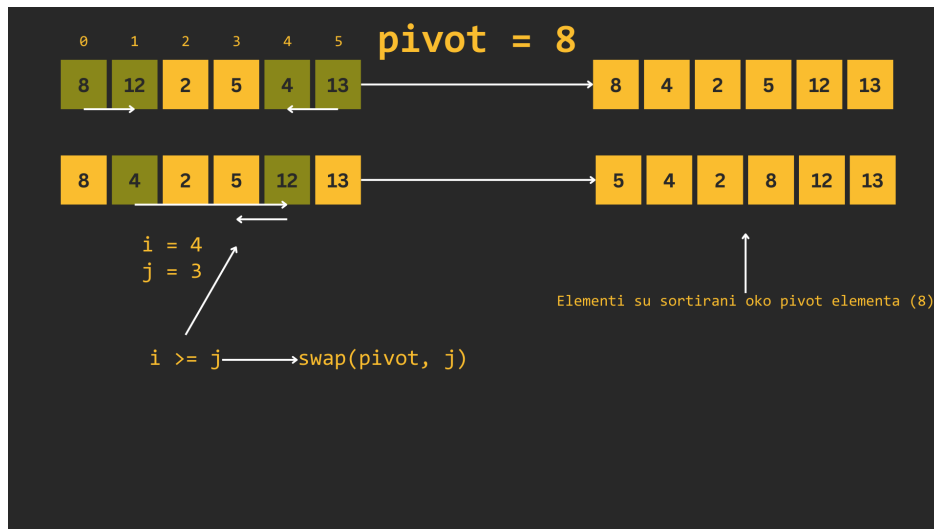 pivot = 8
0 1 2 3 4 5
8 12 2 5 4 13
8 4 2 5 12 13
8 4 2 5 12 13
5 4 2 8 12 13
i = 4
j = 3
Elementi su sortirani oko pivot elementa (8)
i >= j
swap(pivot, j)